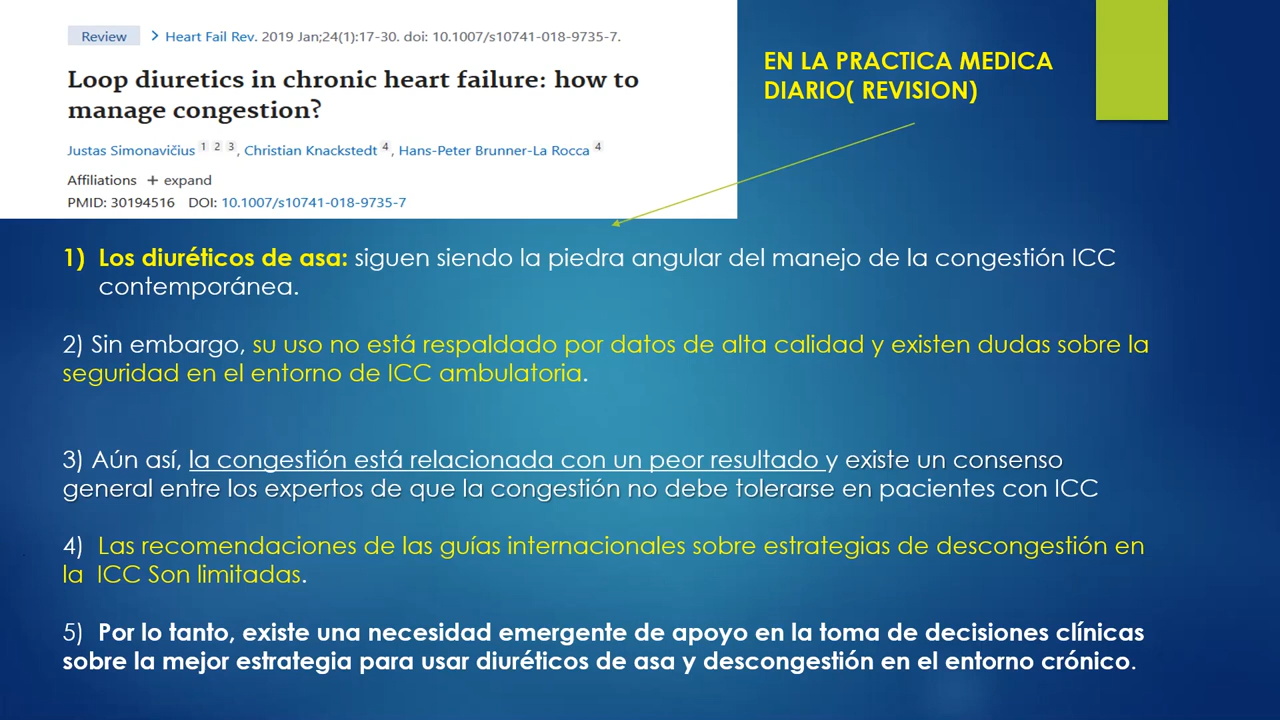 Review > Heart Fail Rev. 2019 Jan;24(1):17-30. doi: 10.1007/s10741-018-9735-7.
Loop diuretics in chronic heart failure: how to
manage congestion?
Justas Simonavičius 1 2 3, Christian Knackstedt 4, Hans-Peter Brunner-La Rocca 4
Affiliations + expand
PMID: 30194516 DOI: 10.1007/s10741-018-9735-7
EN LA PRACTICA MEDICA
DIARIO( REVISION)
1) Los diuréticos de asa: siguen siendo la piedra angular del manejo de la congestión ICC
contemporánea.
2) Sin embargo, su uso no está respaldado por datos de alta calidad y existen dudas sobre la
seguridad en el entorno de ICC ambulatoria.
3) Aún así, la congestión está relacionada con un peor resultado y existe un consenso
general entre los expertos de que la congestión no debe tolerarse en pacientes con ICC
4) Las recomendaciones de las guías internacionales sobre estrategias de descongestión en
la ICC Son limitadas.
5) Por lo tanto, existe una necesidad emergente de apoyo en la toma de decisiones clínicas
sobre la mejor estrategia para usar diuréticos de asa y descongestión en el entorno crónico.